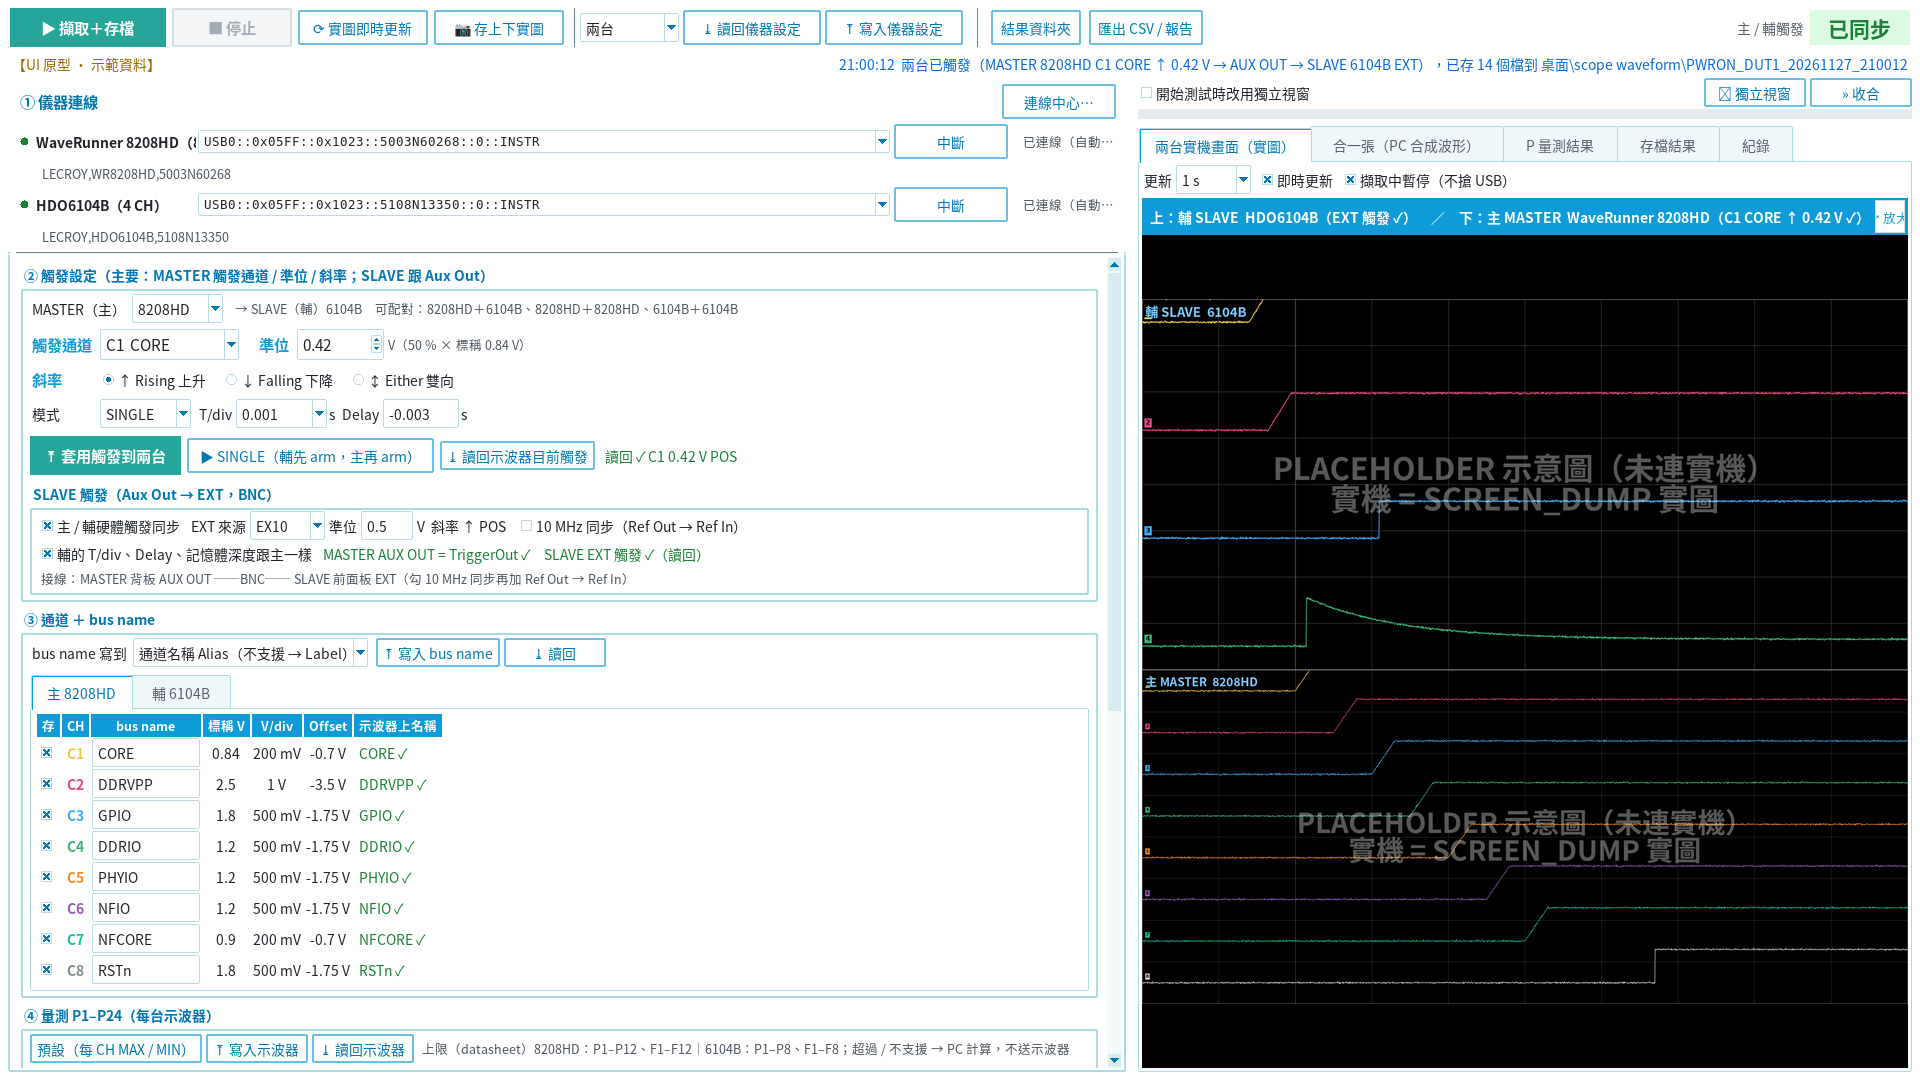 ▶ 擷取＋存檔
■ 停止
⟳ 實圖即時更新
📷 存上下實圖
兩台
⤓ 讀回儀器設定
⤒ 寫入儀器設定
結果資料夾
匯出 CSV / 報告
主 / 輔觸發
已同步
【UI 原型 · 示範資料】
21:00:12 兩台已觸發（MASTER 8208HD C1 CORE ↑ 0.42 V → AUX OUT → SLAVE 6104B EXT），已存 14 個檔到 桌面\scope waveform\PWRON_DUT1_20261127_210012
① 儀器連線
連線中心⋯
WaveRunner 8208HD（8
USB0::0x05FF::0x1023::5003N60268::0::INSTR
中斷
已連線（自動⋯
LECROY,WR8208HD,5003N60268
HDO6104B（4 CH）
USB0::0x05FF::0x1023::5108N13350::0::INSTR
中斷
已連線（自動⋯
LECROY,HDO6104B,5108N13350
② 觸發設定（主要：MASTER 觸發通道 / 準位 / 斜率；SLAVE 跟 Aux Out）
MASTER（主）
8208HD
→ SLAVE（輔）6104B 可配對：8208HD＋6104B、8208HD＋8208HD、6104B＋6104B
觸發通道
C1 CORE
準位
0.42
V（50 % × 標稱 0.84 V）
斜率
↑ Rising 上升
↓ Falling 下降
↕ Either 雙向
模式
SINGLE
T/div
0.001
s
Delay
-0.003
s
⤒ 套用觸發到兩台
▶ SINGLE（輔先 arm，主再 arm）
⤓ 讀回示波器目前觸發
讀回 ✓ C1 0.42 V POS
SLAVE 觸發（Aux Out → EXT，BNC）
主 / 輔硬體觸發同步
EXT 來源
EX10
準位
0.5
V 斜率 ↑ POS
10 MHz 同步（Ref Out → Ref In）
輔的 T/div、Delay、記憶體深度跟主一樣
MASTER AUX OUT = TriggerOut ✓ SLAVE EXT 觸發 ✓（讀回）
接線：MASTER 背板 AUX OUT ──BNC── SLAVE 前面板 EXT（勾 10 MHz 同步再加 Ref Out → Ref In）
③ 通道 ＋ bus name
bus name 寫到
通道名稱 Alias（不支援 → Label）
⤒ 寫入 bus name
⤓ 讀回
主 8208HD
輔 6104B
存 CH bus name 標稱 V V/div Offset 示波器上名稱
C1 CORE 0.84 200 mV -0.7 V CORE ✓
C2 DDRVPP 2.5 1 V -3.5 V DDRVPP ✓
C3 GPIO 1.8 500 mV -1.75 V GPIO ✓
C4 DDRIO 1.2 500 mV -1.75 V DDRIO ✓
C5 PHYIO 1.2 500 mV -1.75 V PHYIO ✓
C6 NFIO 1.2 500 mV -1.75 V NFIO ✓
C7 NFCORE 0.9 200 mV -0.7 V NFCORE ✓
C8 RSTn 1.8 500 mV -1.75 V RSTn ✓
④ 量測 P1–P24（每台示波器）
預設（每 CH MAX / MIN）
⤒ 寫入示波器
⤓ 讀回示波器
上限（datasheet）8208HD：P1–P12、F1–F12｜6104B：P1–P8、F1–F8；超過 / 不支援 → PC 計算，不送示波器
開始測試時改用獨立視窗
獨立視窗
» 收合
兩台實機畫面（實圖）
合一張（PC 合成波形）
P 量測結果
存檔結果
紀錄
更新
1 s
即時更新
擷取中暫停（不搶 USB）
上：輔 SLAVE HDO6104B（EXT 觸發 ✓） ／ 下：主 MASTER WaveRunner 8208HD（C1 CORE ↑ 0.42 V ✓）
放大
輔 SLAVE 6104B
2
PLACEHOLDER 示意圖（未連實機）
實機 = SCREEN_DUMP 實圖
3
4
主 MASTER 8208HD
PLACEHOLDER 示意圖（未連實機）
實機 = SCREEN_DUMP 實圖